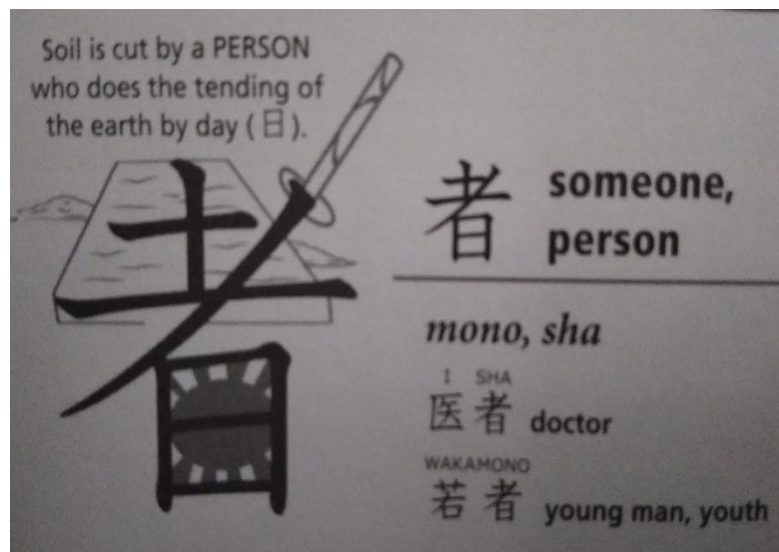 Soil is cut by a PERSON
who does the tending of
the earth by day (日).
者
者 someone,
person
mono, sha
I SHA
医者 doctor
WAKAMONO
若者 young man, youth